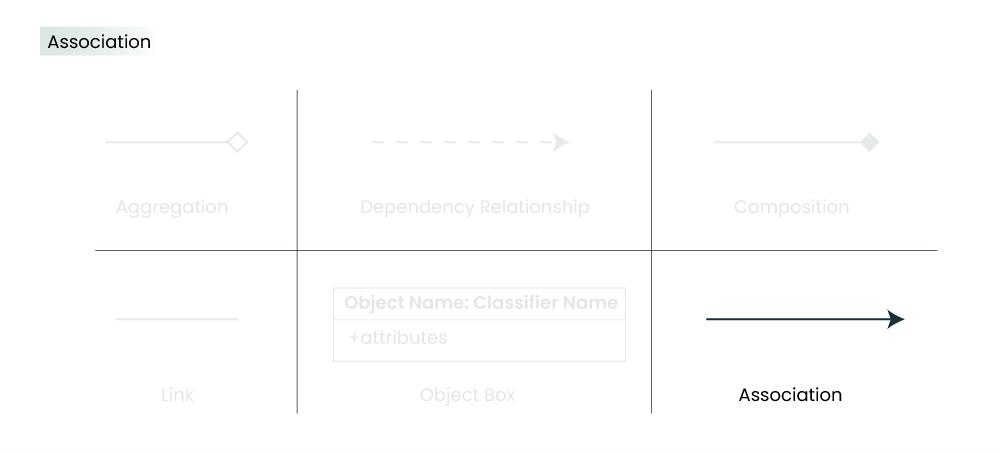 Association
Aggregation
Dependency Relationship
Composition
Object Name: Classifier Name
+attributes
Link
Object Box
Association